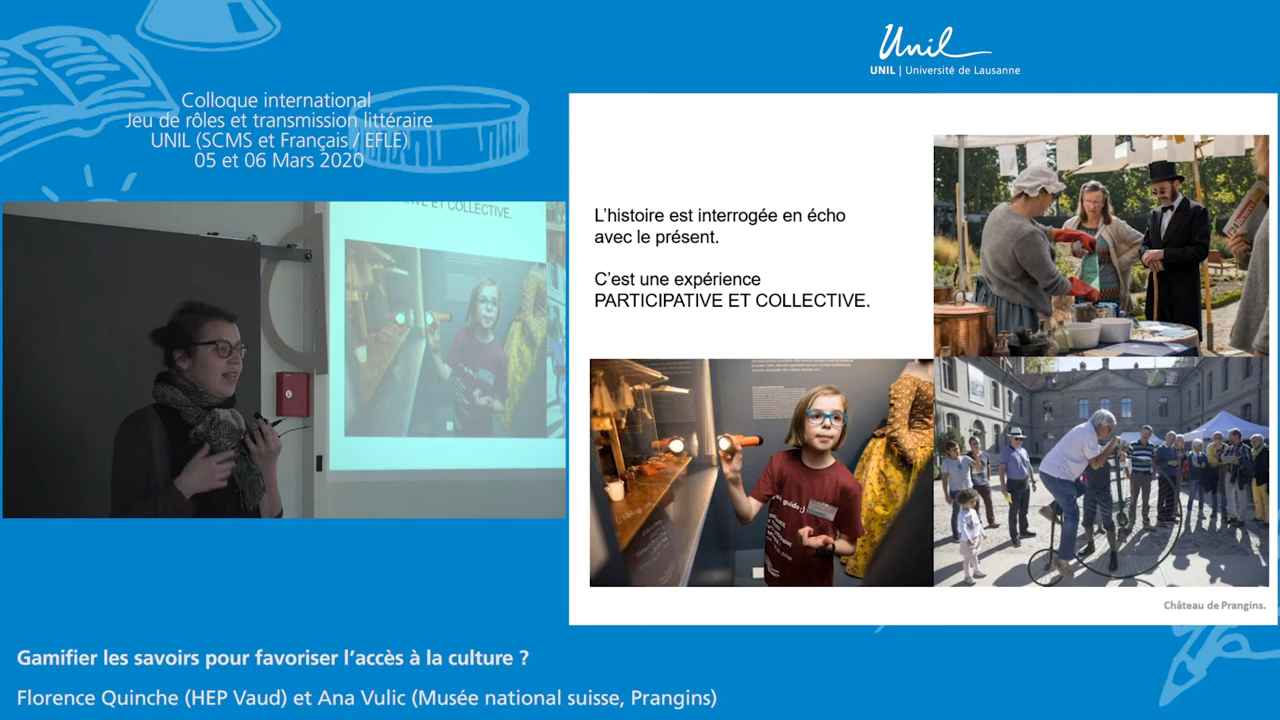 Unil
UNIL | Université de Lausanne
Colloque international
Jeu de rôles et transmission littéraire
UNIL (SCMS et Français / EFLE)
05 et 06 Mars 2020
ET COLLECTIVE.
L'histoire est interrogée en écho
avec le présent.
C'est une expérience
PARTICIPATIVE ET COLLECTIVE.
guide;)
Château de Prangins.
Gamifier les savoirs pour favoriser l'accès à la culture ?
Florence Quinche (HEP Vaud) et Ana Vulic (Musée national suisse, Prangins)